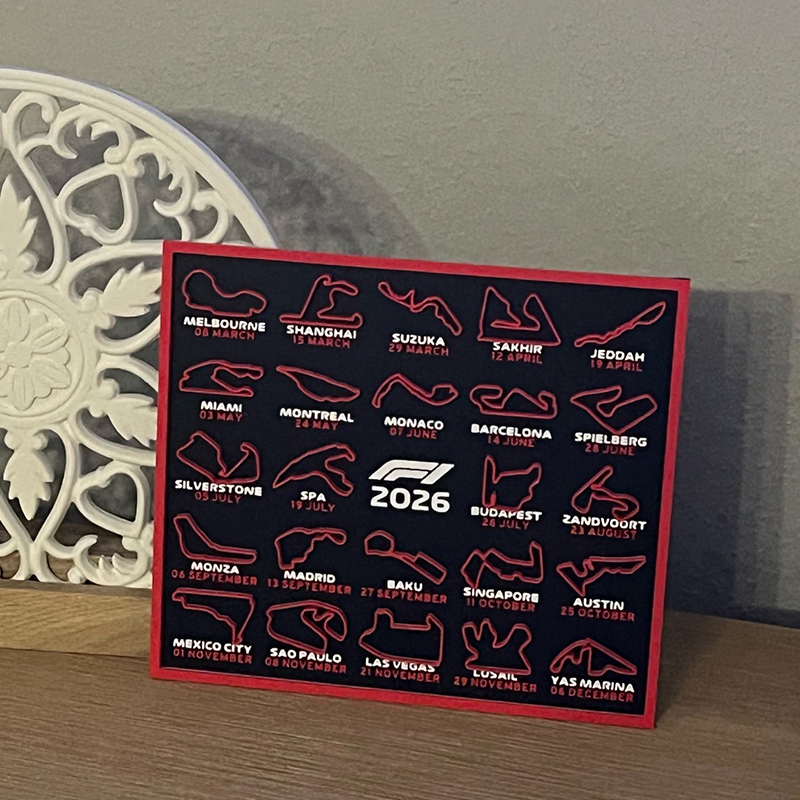 MELBOURNE
08 MARCH
SHANGHAI
15 MARCH
SUZUKA
29 MARCH
SAKHIR
12 APRIL
JEDDAH
19 APRIL
MIAMI
03 MAY
MONTREAL
24 MAY
MONACO
07 JUNE
BARCELONA
14 JUNE
SPIELBERG
28 JUNE
SILVERSTONE
05 JULY
SPA
19 JULY
F1
2026
BUDAPEST
26 JULY
ZANDVOORT
23 AUGUST
MONZA
06 SEPTEMBER
MADRID
13 SEPTEMBER
BAKU
27 SEPTEMBER
SINGAPORE
11 OCTOBER
AUSTIN
25 OCTOBER
MEXICO CITY
01 NOVEMBER
SAO PAULO
08 NOVEMBER
LAS VEGAS
21 NOVEMBER
LUSAIL
29 NOVEMBER
YAS MARINA
06 DECEMBER